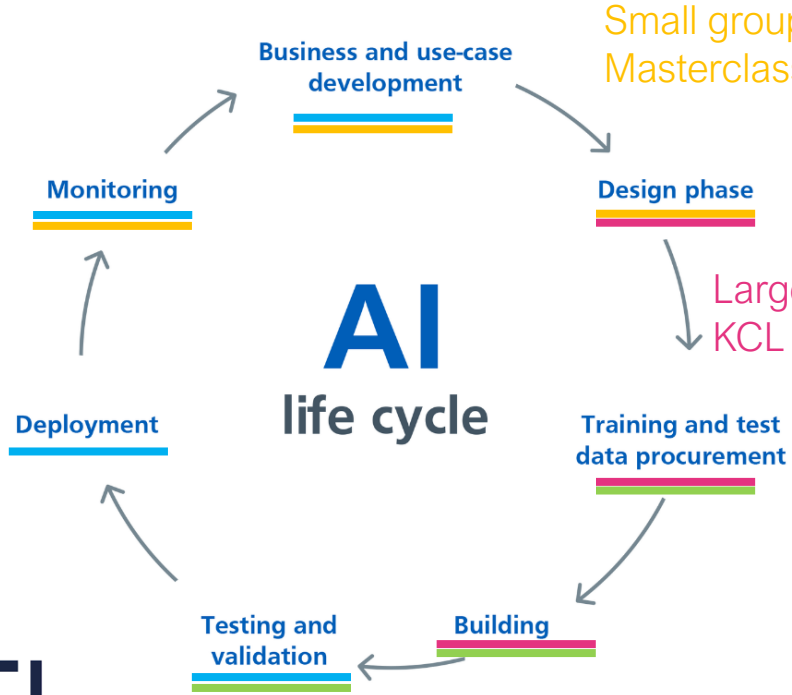 Small group
Masterclas
Business and use-case
development
Monitoring
Design phase
Large
KCL
AI
life cycle
Deployment
Training and test
data procurement
Testing and
validation
Building